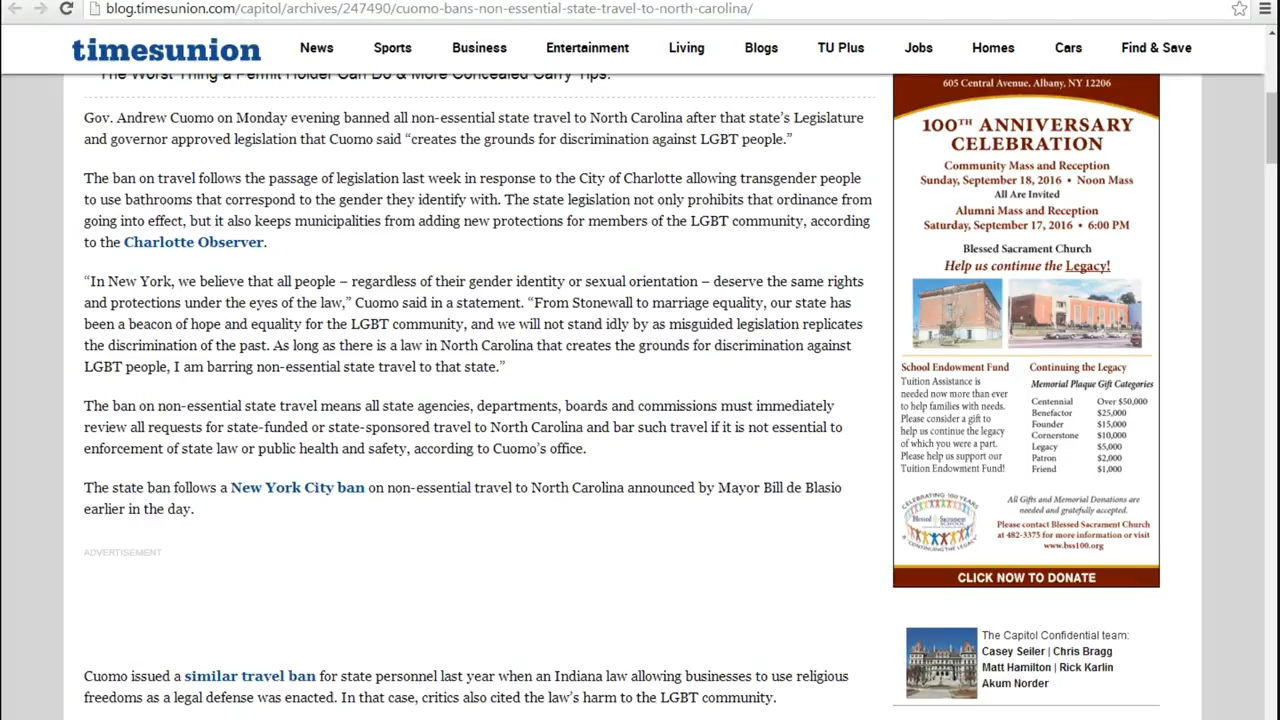 blog.timesunion.com/capitol/archives/247490/cuomo-bans-non-essential-state-travel-to-north-carolina/
timesunion News Sports Business Entertainment Living Blogs TU Plus Jobs Homes Cars Find & Save
The Worst Thing a Permit Holder Can Do & More Concealed Carry Tips!
Gov. Andrew Cuomo on Monday evening banned all non-essential state travel to North Carolina after that state’s Legislature
and governor approved legislation that Cuomo said “creates the grounds for discrimination against LGBT people.”
The ban on travel follows the passage of legislation last week in response to the City of Charlotte allowing transgender people
to use bathrooms that correspond to the gender they identify with. The state legislation not only prohibits that ordinance from
going into effect, but it also keeps municipalities from adding new protections for members of the LGBT community, according
to the Charlotte Observer.
“In New York, we believe that all people – regardless of their gender identity or sexual orientation – deserve the same rights
and protections under the eyes of the law,” Cuomo said in a statement. “From Stonewall to marriage equality, our state has
been a beacon of hope and equality for the LGBT community, and we will not stand idly by as misguided legislation replicates
the discrimination of the past. As long as there is a law in North Carolina that creates the grounds for discrimination against
LGBT people, I am barring non-essential state travel to that state.”
The ban on non-essential state travel means all state agencies, departments, boards and commissions must immediately
review all requests for state-funded or state-sponsored travel to North Carolina and bar such travel if it is not essential to
enforcement of state law or public health and safety, according to Cuomo’s office.
The state ban follows a New York City ban on non-essential travel to North Carolina announced by Mayor Bill de Blasio
earlier in the day.
ADVERTISEMENT
Cuomo issued a similar travel ban for state personnel last year when an Indiana law allowing businesses to use religious
freedoms as a legal defense was enacted. In that case, critics also cited the law’s harm to the LGBT community.
605 Central Avenue, Albany, NY 12206
100TH ANNIVERSARY
CELEBRATION
Community Mass and Reception
Sunday, September 18, 2016 • Noon Mass
All Are Invited
Alumni Mass and Reception
Saturday, September 17, 2016 • 6:00 PM
Blessed Sacrament Church
Help us continue the Legacy!
School Endowment Fund
Tuition Assistance is
needed now more than ever
to help families with needs.
Please consider a gift to
help us continue the legacy
of which you were a part.
Please help us support our
Tuition Endowment Fund!
Continuing the Legacy
Memorial Plaque Gift Categories
Centennial Over $50,000
Benefactor $25,000
Founder $15,000
Cornerstone $10,000
Legacy $5,000
Patron $2,000
Friend $1,000
CELEBRATING 100 YEARS
Blessed Sacrament
SCHOOL
"CONTINUING THE LEGACY"
All Gifts and Memorial Donations are
needed and gratefully accepted.
Please contact Blessed Sacrament Church
at 482-3375 for more information or visit
www.bss100.org
CLICK NOW TO DONATE
The Capitol Confidential team:
Casey Seiler | Chris Bragg
Matt Hamilton | Rick Karlin
Akum Norder